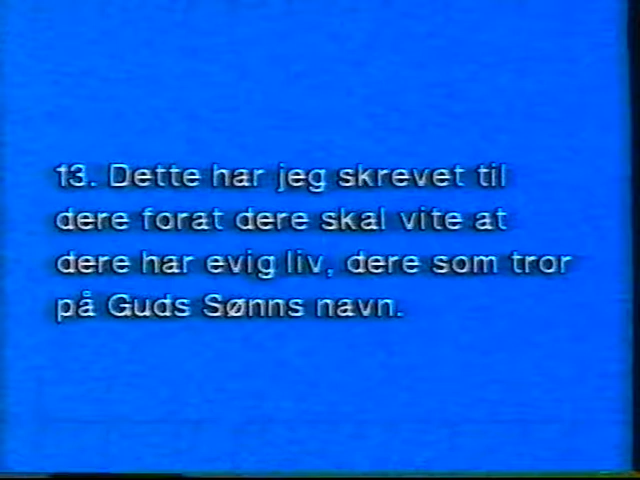 13. Dette har jeg skrevet til
dere forat dere skal vite at
dere har evig liv, dere som tror
på Guds Sønns navn.